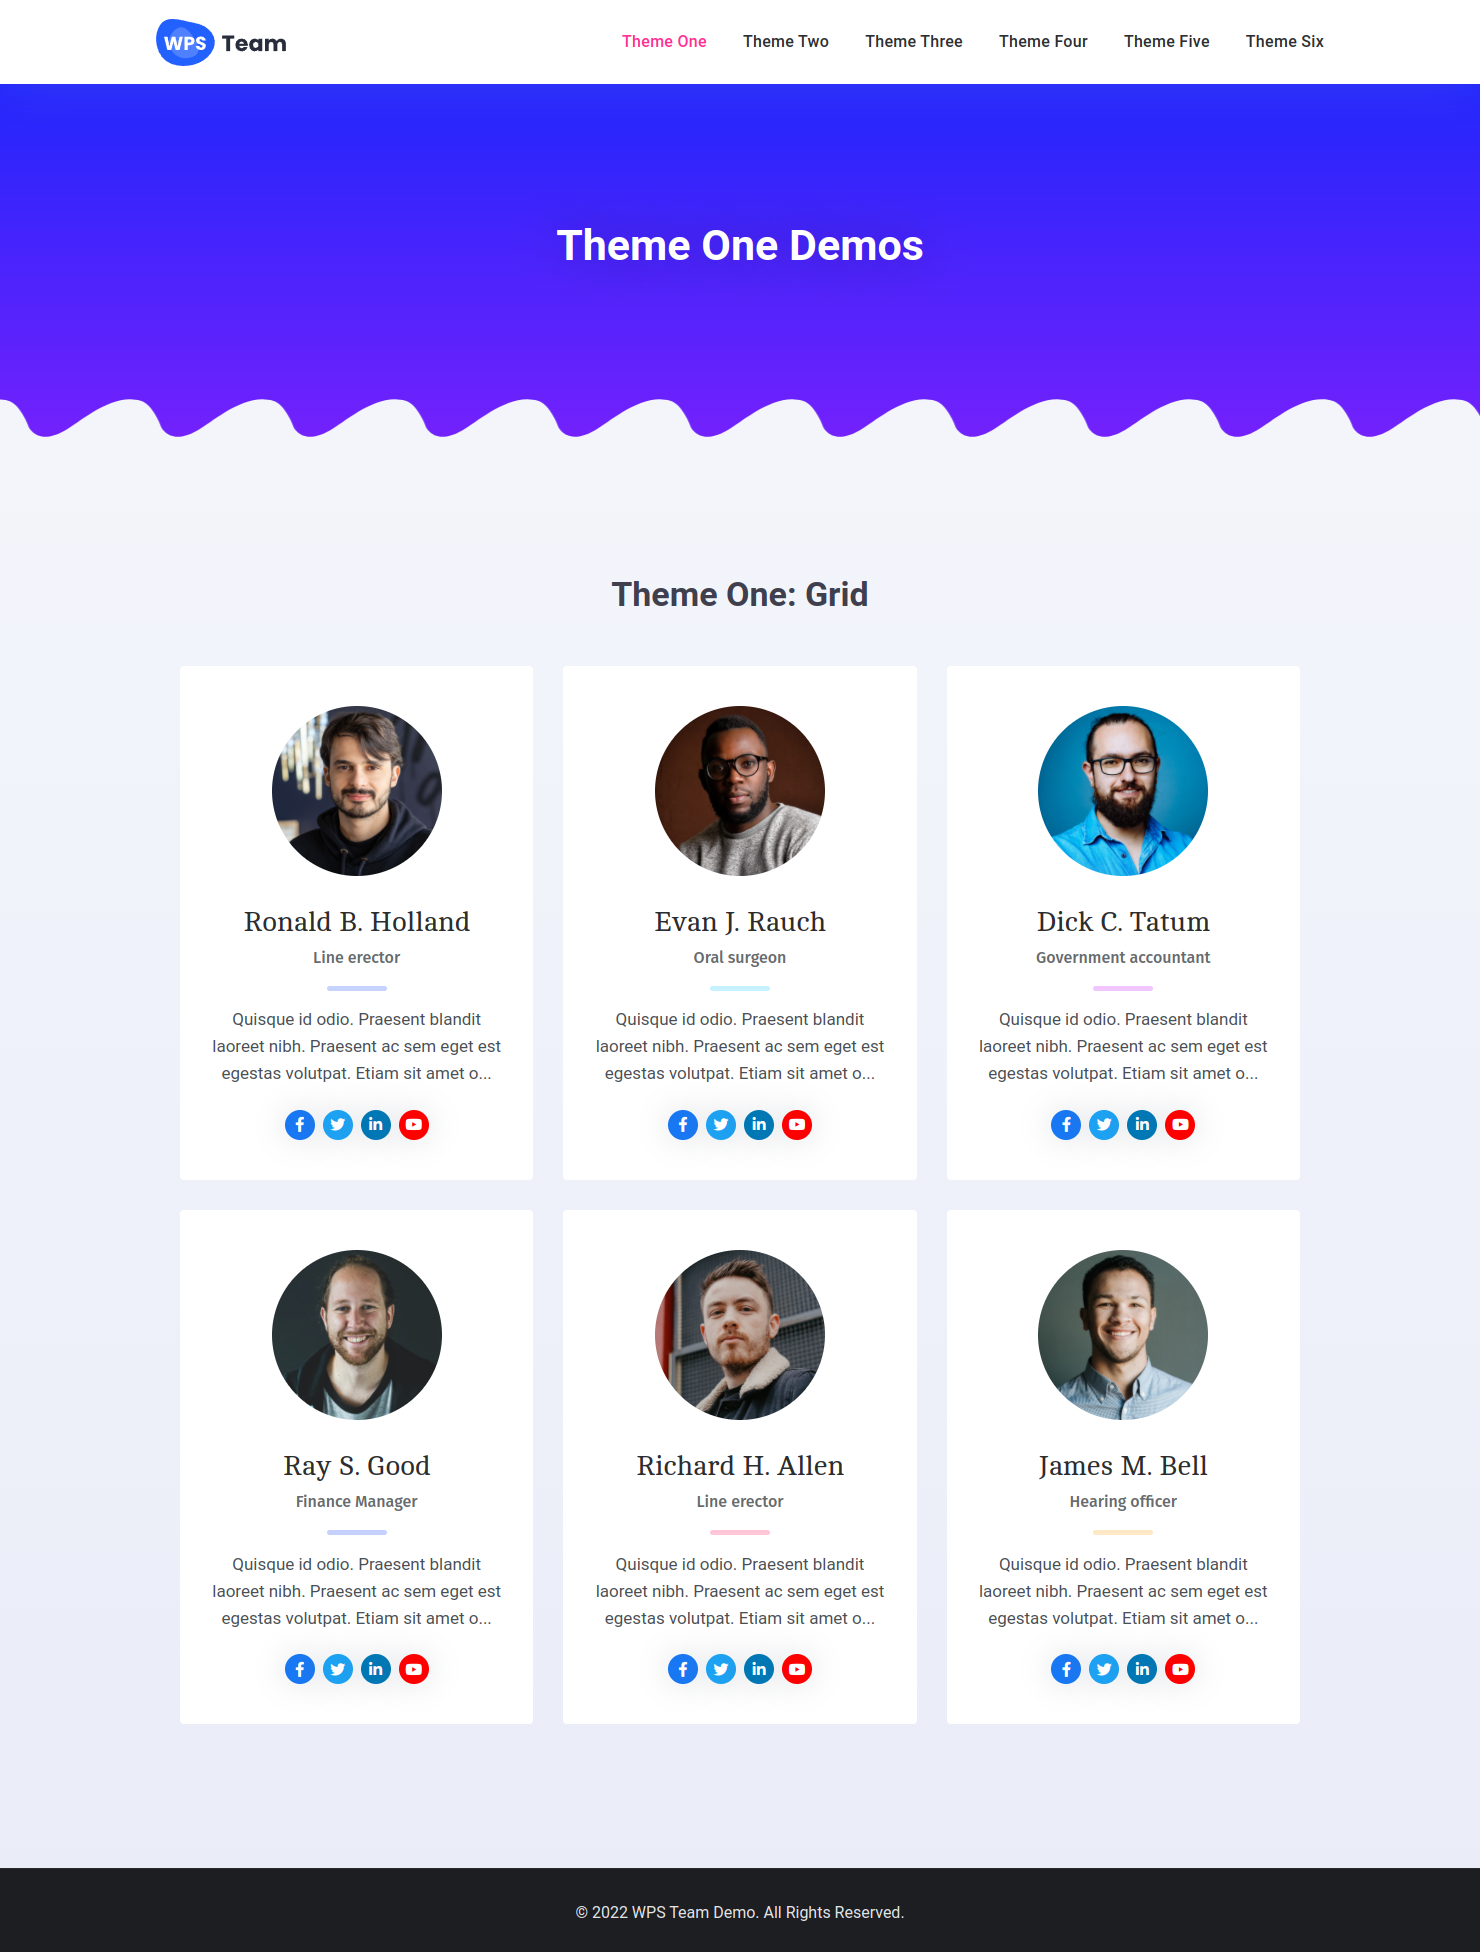 WPS Team
Theme One
Theme Two
Theme Three
Theme Four
Theme Five
Theme Six
Theme One Demos
Theme One: Grid
Ronald B. Holland
Line erector
Quisque id odio. Praesent blandit
laoreet nibh. Praesent ac sem eget est
egestas volutpat. Etiam sit amet o...
Evan J. Rauch
Oral surgeon
Quisque id odio. Praesent blandit
laoreet nibh. Praesent ac sem eget est
egestas volutpat. Etiam sit amet o...
Dick C. Tatum
Government accountant
Quisque id odio. Praesent blandit
laoreet nibh. Praesent ac sem eget est
egestas volutpat. Etiam sit amet o...
Ray S. Good
Finance Manager
Quisque id odio. Praesent blandit
laoreet nibh. Praesent ac sem eget est
egestas volutpat. Etiam sit amet o...
Richard H. Allen
Line erector
Quisque id odio. Praesent blandit
laoreet nibh. Praesent ac sem eget est
egestas volutpat. Etiam sit amet o...
James M. Bell
Hearing officer
Quisque id odio. Praesent blandit
laoreet nibh. Praesent ac sem eget est
egestas volutpat. Etiam sit amet o...
© 2022 WPS Team Demo. All Rights Reserved.